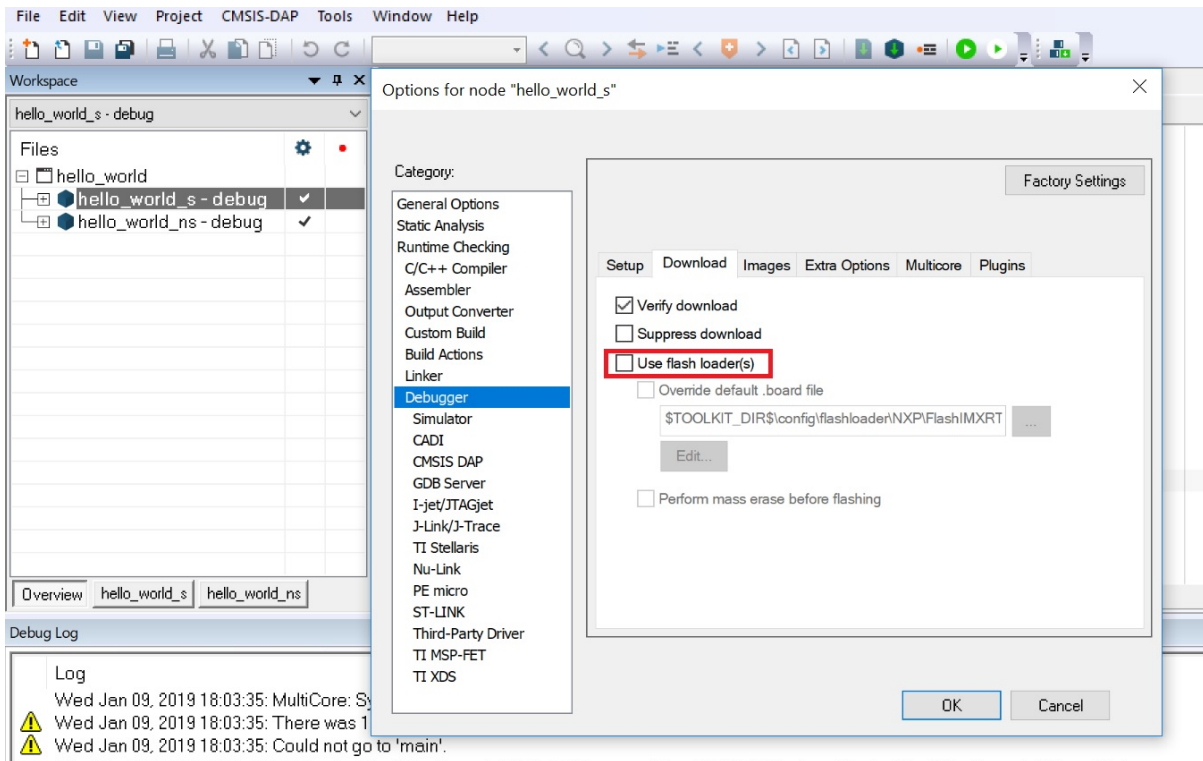 File Edit View Project CMSIS-DAP Tools Window Help
Workspace
hello_world_s - debug
Files
hello_world
hello_world_s - debug
hello_world_ns - debug
Overview hello_world_s hello_world_ns
Options for node "hello_world_s"
Category:
General Options
Static Analysis
Runtime Checking
C/C++ Compiler
Assembler
Output Converter
Custom Build
Build Actions
Linker
Debugger
Simulator
CADI
CMSIS DAP
GDB Server
I-jet/JTAGjet
J-Link/J-Trace
TI Stellaris
Nu-Link
PE micro
ST-LINK
Third-Party Driver
TI MSP-FET
TI XDS
Factory Settings
Setup Download Images Extra Options Multicore Plugins
Verify download
Suppress download
Use flash loader(s)
Override default .board file
$TOOLKIT_DIR$\config\flashloader\NXP\FlashIMXRT ...
Edit...
Perform mass erase before flashing
OK Cancel
Debug Log
Log
Wed Jan 09, 2019 18:03:35: MultiCore: Sy
Wed Jan 09, 2019 18:03:35: There was 1
Wed Jan 09, 2019 18:03:35: Could not go to 'main'.